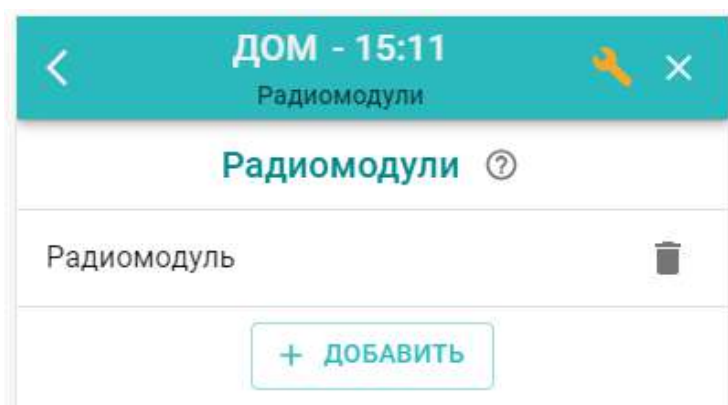 ДОМ - 15:11
Радиомодули
Радиомодули
Радиомодуль
+ ДОБАВИТЬ